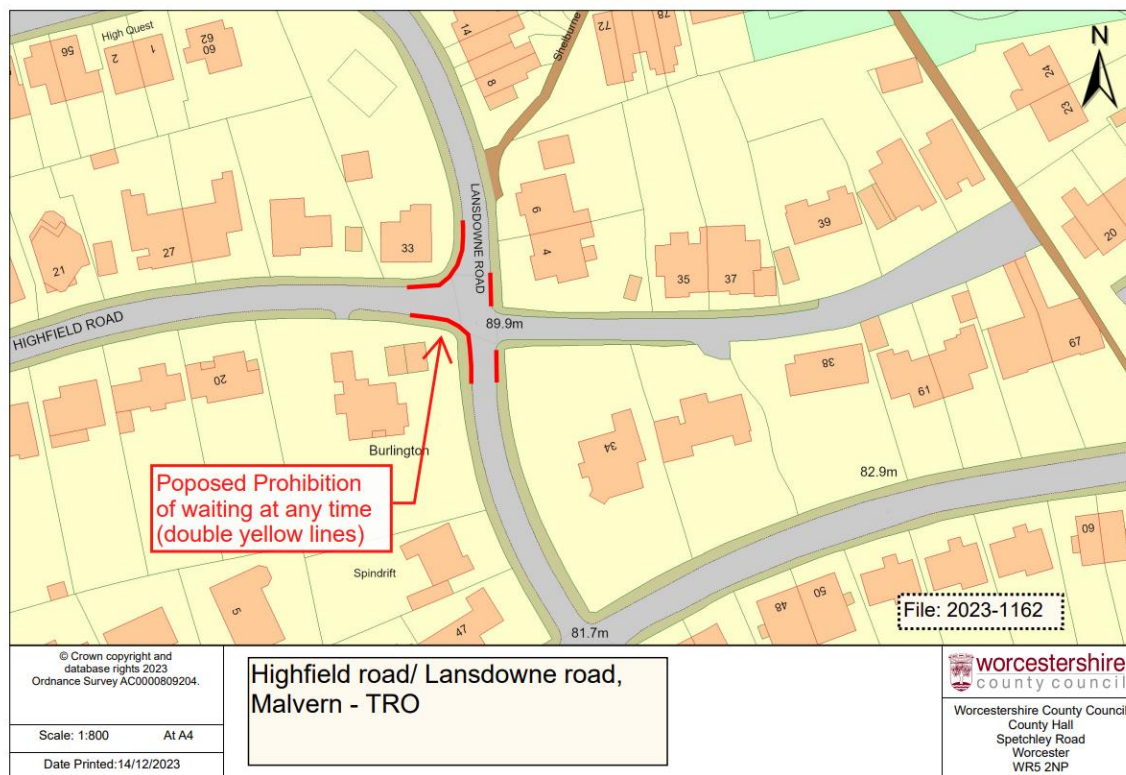 High Quest
56
2
1
62
60
14
8
Shelburne
72
78
76
N
24
23
LANSDOWNE ROAD
6
4
39
20
21
27
33
35
37
HIGHFIELD ROAD
89.9m
67
20
38
61
Burlington
34
82.9m
Poposed Prohibition
of waiting at any time
(double yellow lines)
Spindrift
5
47
48
50
60
81.7m
File: 2023-1162
© Crown copyright and
database rights 2023
Ordnance Survey AC0000809204.
Scale: 1:800 At A4
Date Printed:14/12/2023
Highfield road/ Lansdowne road,
Malvern - TRO
worcestershire
county council
Worcestershire County Council
County Hall
Spetchley Road
Worcester
WR5 2NP